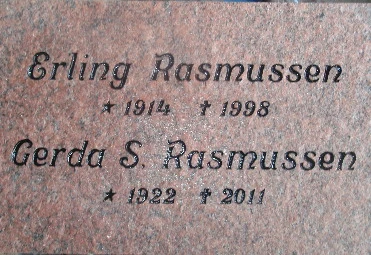 Erling Rasmussen
* 1914 † 1998
Gerda S. Rasmussen
* 1922 † 2011